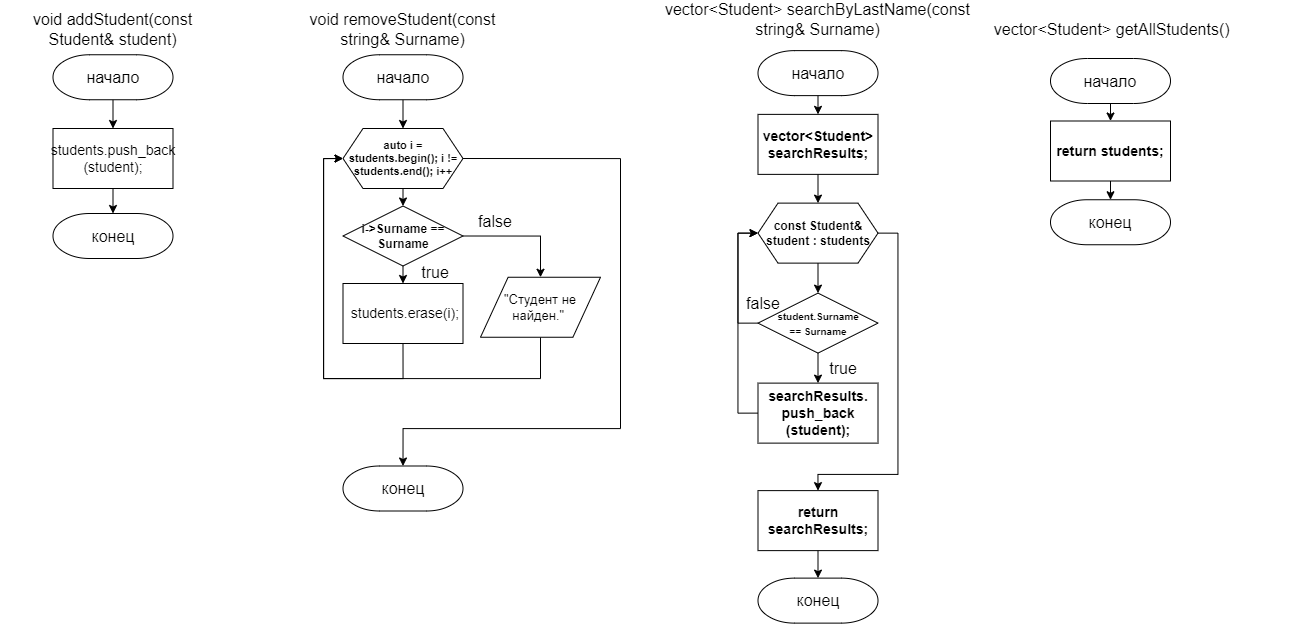 void addStudent(const
Student& student)
начало
students.push_back
(student);
конец
void removeStudent(const
string& Surname)
начало
auto i =
students.begin(); i !=
students.end(); i++
i->Surname ==
Surname
false
true
students.erase(i);
"Студент не
найден."
конец
vector<Student> searchByLastName(const
string& Surname)
начало
vector<Student>
searchResults;
const Student&
student : students
false
student.Surname
== Surname
true
searchResults.
push_back
(student);
return
searchResults;
конец
vector<Student> getAllStudents()
начало
return students;
конец